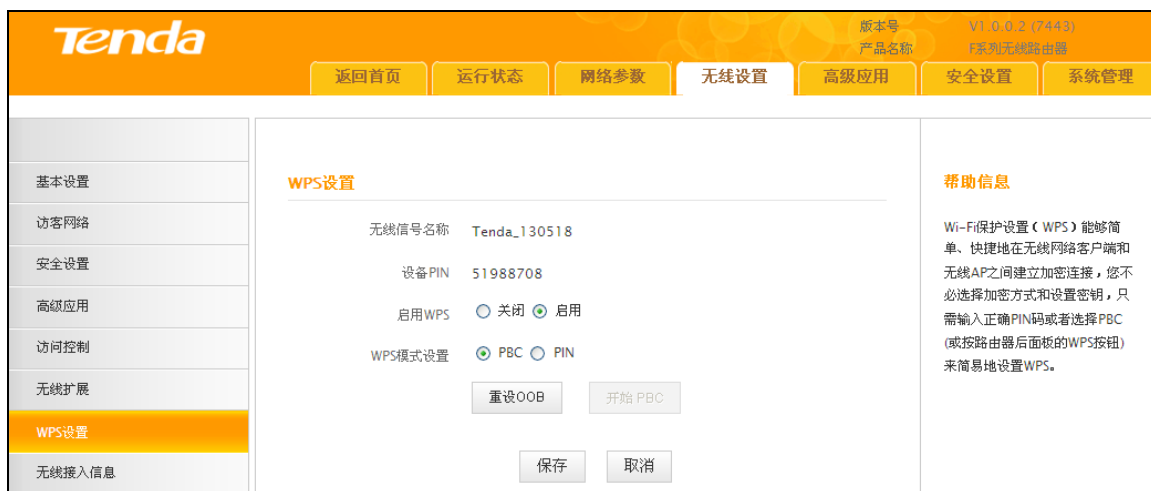 Tenda
版本号 V1.0.0.2 (7443)
产品名称 F系列无线路由器
返回首页 运行状态 网络参数 无线设置 高级应用 安全设置 系统管理
基本设置
访客网络
安全设置
高级应用
访问控制
无线扩展
WPS设置
无线接入信息
WPS设置
无线信号名称 Tenda_130518
设备PIN 51988708
启用WPS 关闭 启用
WPS模式设置 PBC PIN
重设OOB 开始 PBC
保存 取消
帮助信息
Wi-Fi保护设置（WPS）能够简
单、快捷地在无线网络客户端和
无线AP之间建立加密连接，您不
必选择加密方式和设置密钥，只
需输入正确PIN码或者选择PBC
(或按路由器后面板的WPS按钮)
来简易地设置WPS。